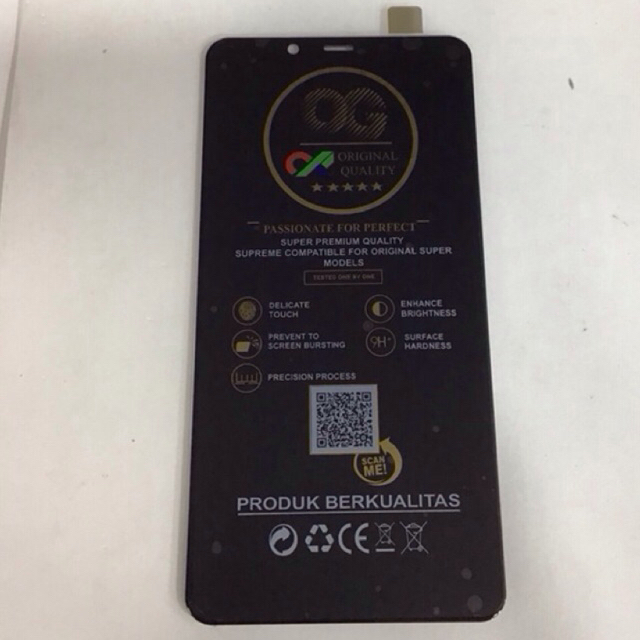 OG
ORIGINAL
QUALITY
PASSIONATE FOR PERFECT
SUPER PREMIUM QUALITY
SUPREME COMPATIBLE FOR ORIGINAL SUPER
MODELS
TESTED ONE BY ONE
DELICATE
TOUCH
ENHANCE
BRIGHTNESS
PREVENT TO
SCREEN BURSTING
9H+
SURFACE
HARDNESS
PRECISION PROCESS
SCAN
ME!
PRODUK BERKUALITAS
CE